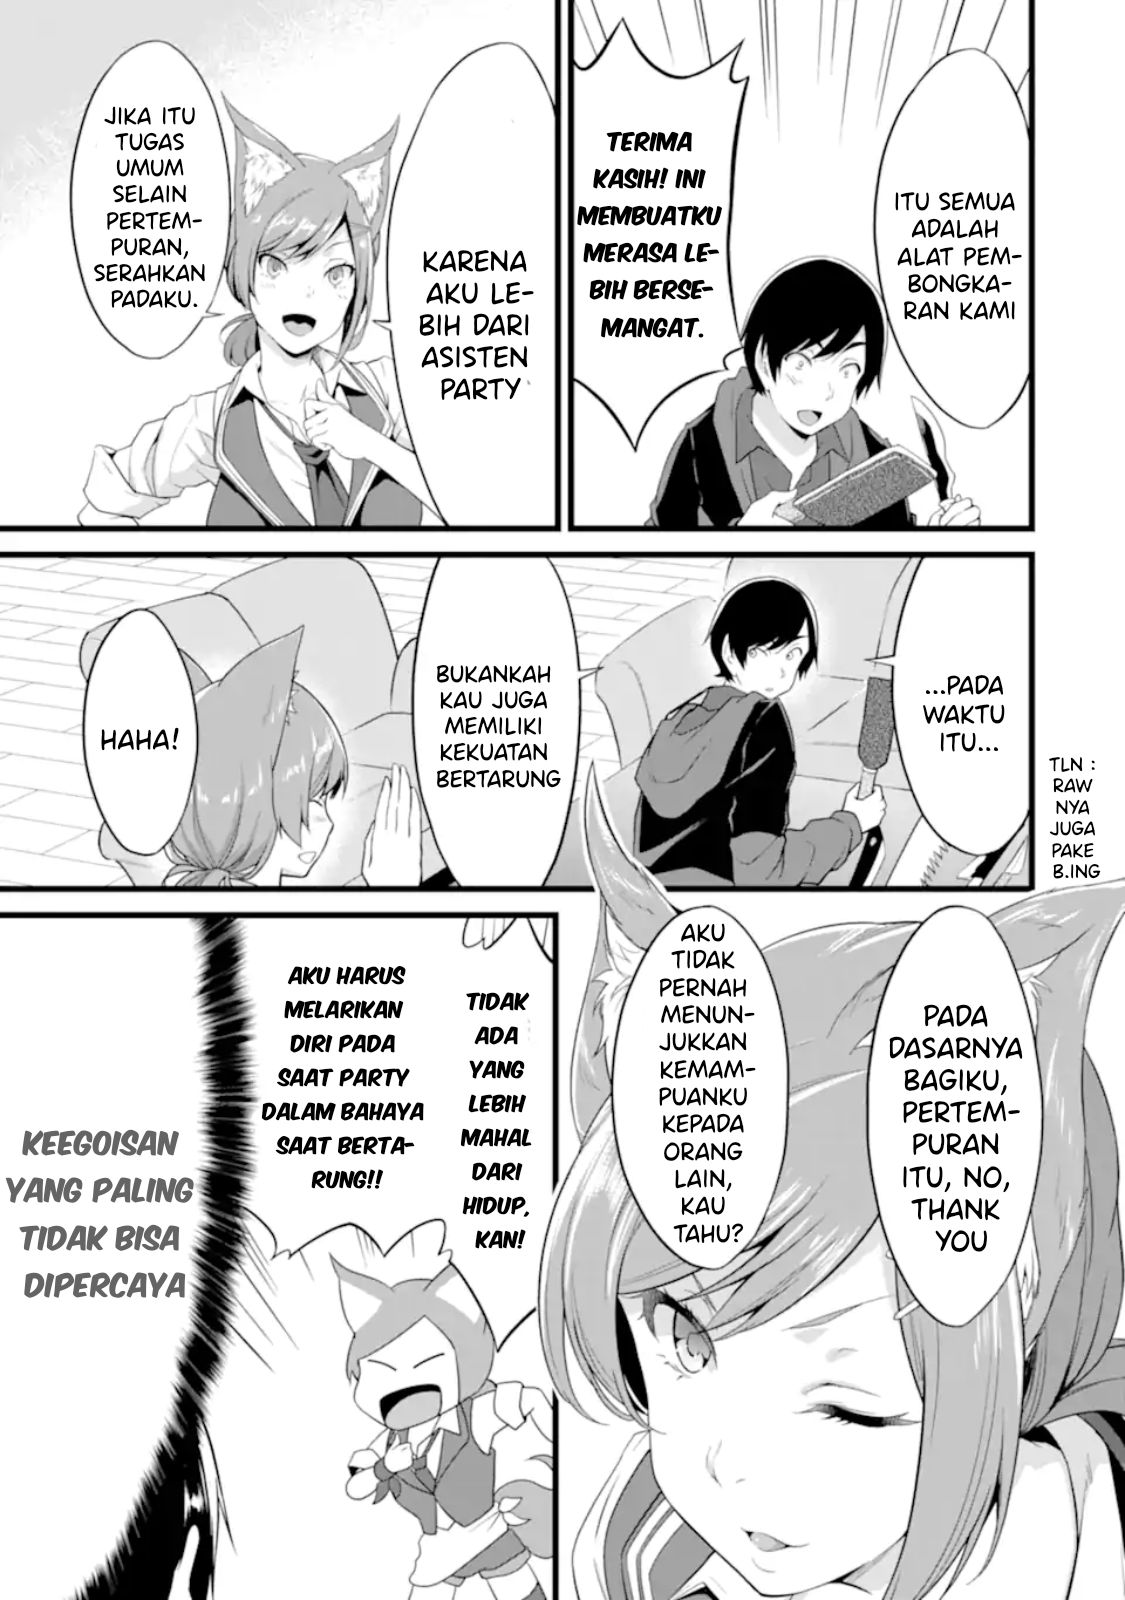 ITU SEMUA
ADALAH
ALAT PEM-
BONGKA-
RAN KAMI
TERIMA
KASIH! INI
MEMBUATKU
MERASA LE-
BIH BERSE-
MANGAT.
KARENA
AKU LE-
BIH DARI
ASISTEN
PARTY
JIKA ITU
TUGAS
UMUM
SELAIN
PERTEM-
PURAN,
SERAHKAN
PADAKU.
...PADA
WAKTU
ITU...
BUKANKAH
KAU JUGA
MEMILIKI
KEKUATAN
BERTARUNG
HAHA!
TLN :
RAW
NYA
JUGA
PAKE
B.ING
PADA
DASARNYA
BAGIKU,
PERTEM-
PURAN
ITU, NO,
THANK
YOU
AKU
TIDAK
PERNAH
MENUN-
JUKKAN
KEMAM-
PUANKU
KEPADA
ORANG
LAIN,
KAU
TAHU?
TIDAK
ADA
YANG
LEBIH
MAHAL
DARI
HIDUP,
KAN!
AKU HARUS
MELARIKAN
DIRI PADA
SAAT PARTY
DALAM BAHAYA
SAAT BERTA-
RUNG!!
KEEGOISAN
YANG PALING
TIDAK BISA
DIPERCAYA